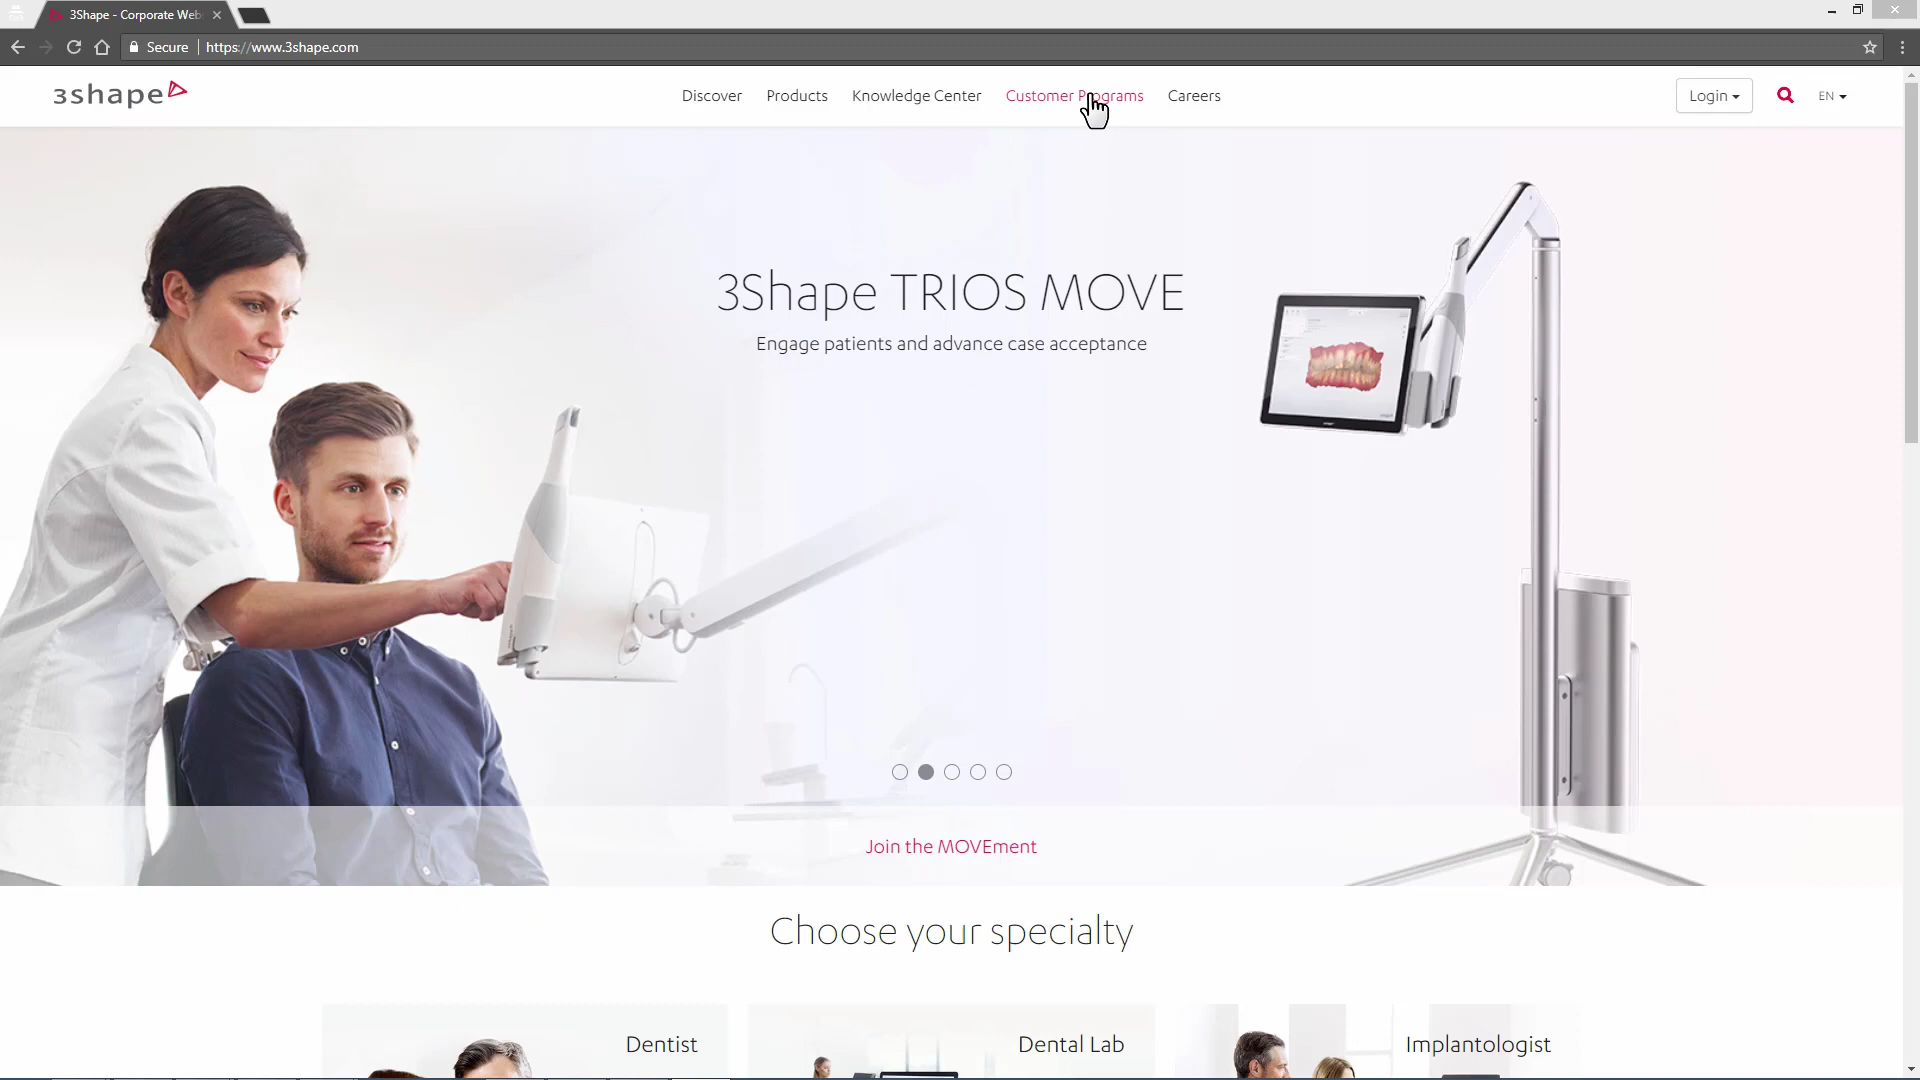 3Shape - Corporate Web
Secure
https://www.3shape.com
3shape
Discover
Products
Knowledge Center
Customer Programs
Careers
Login
EN
3Shape TRIOS MOVE
Engage patients and advance case acceptance
Join the MOVEment
Choose your specialty
Dentist
Dental Lab
Implantologist